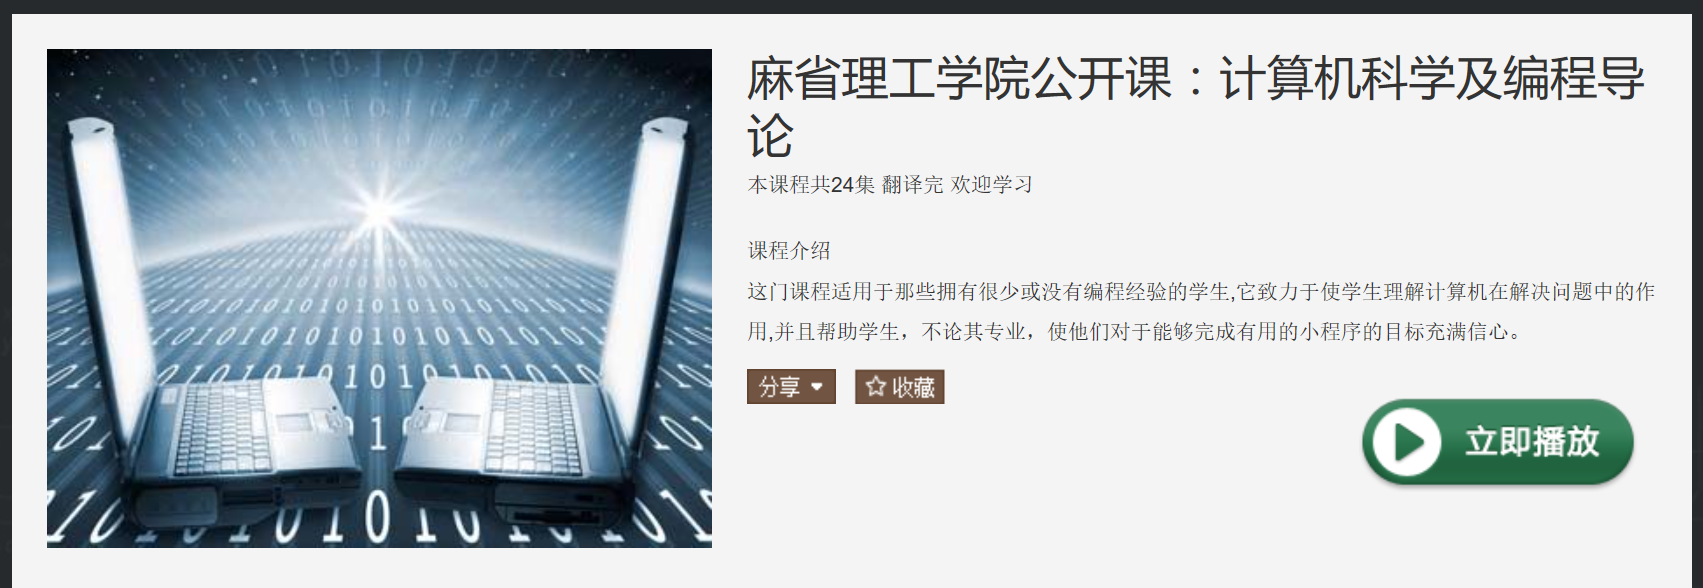 麻省理工学院公开课：计算机科学及编程导
论
本课程共24集 翻译完 欢迎学习
课程介绍
这门课程适用于那些拥有很少或没有编程经验的学生,它致力于使学生理解计算机在解决问题中的作
用,并且帮助学生，不论其专业，使他们对于能够完成有用的小程序的目标充满信心。
分享
收藏
立即播放